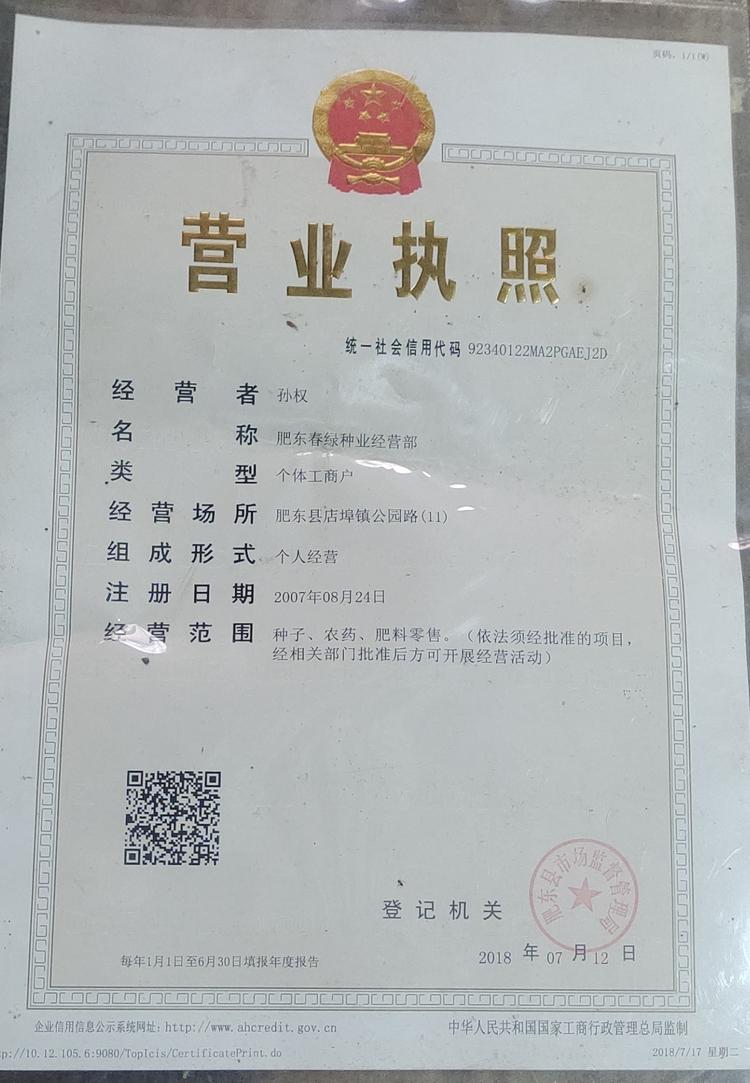 页码：1/1(W)
营业执照
统一社会信用代码 92340122MA2PGAEJ2D
经营者 孙权
名称 肥东春绿种业经营部
类型 个体工商户
经营场所 肥东县店埠镇公园路(11)
组成形式 个人经营
注册日期 2007年08月24日
经营范围 种子、农药、肥料零售。（依法须经批准的项目，
经相关部门批准后方可开展经营活动）
肥东县市场监督管理局
登记机关
2018 年 07 月 12 日
每年1月1日至6月30日填报年度报告
企业信用信息公示系统网址：http://www.ahcredit.gov.cn
中华人民共和国国家工商行政管理总局监制
p://10.12.105.6:9080/TopIcis/CertificatePrint.do
2018/7/17 星期二